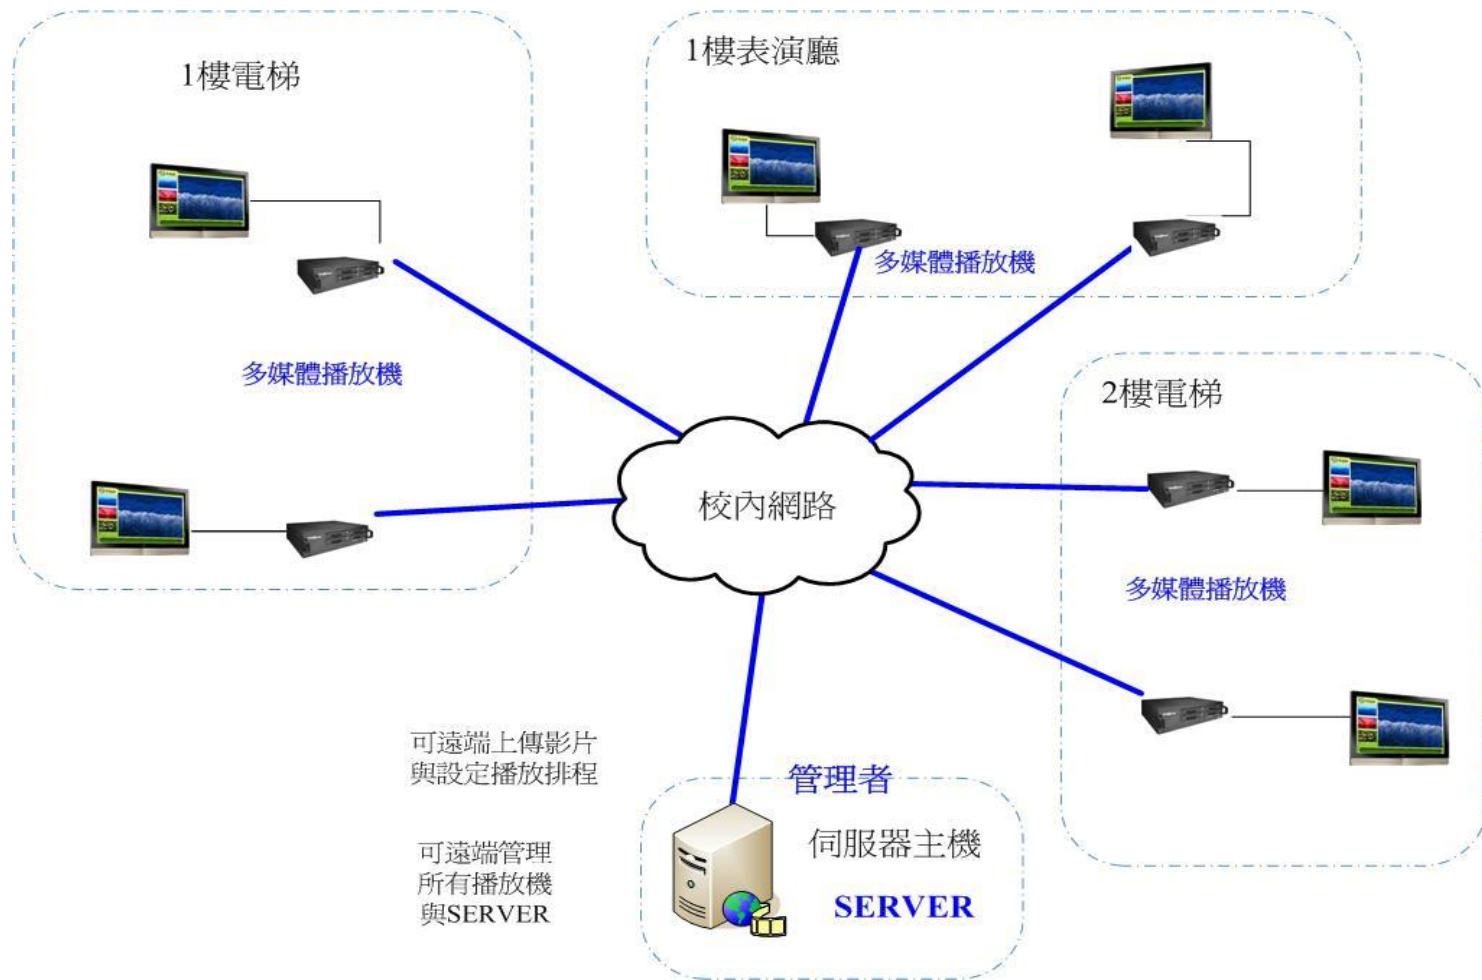 1樓電梯
多媒體播放機
1樓表演廳
多媒體播放機
2樓電梯
多媒體播放機
校內網路
可遠端上傳影片
與設定播放排程
可遠端管理
所有播放機
與SERVER
管理者
伺服器主機
SERVER